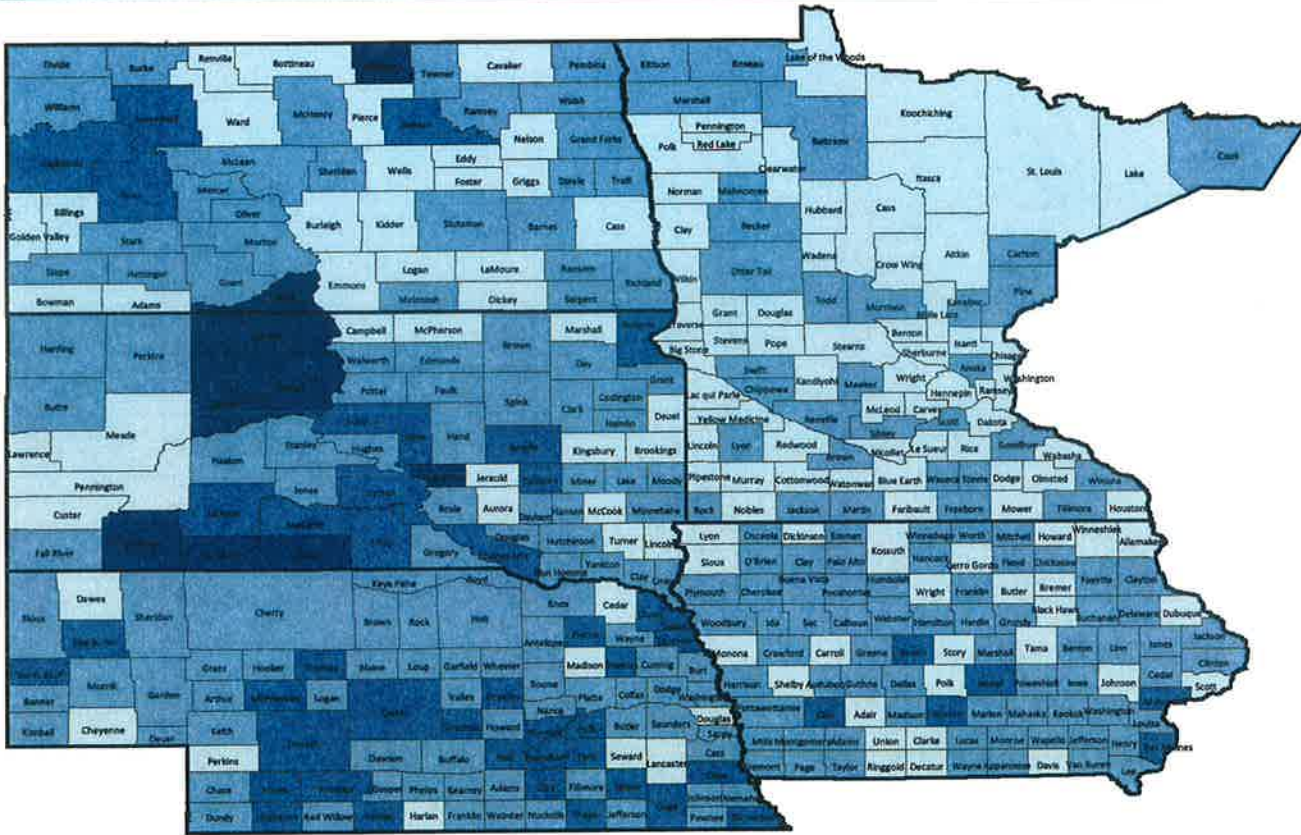 Divide Burke Renville Bottineau Towner Cavalier Pembina Kittson Roseau Lake of the Woods
Williams Ward McHenry Pierce Ramsey Walsh Marshall Koochiching
Nelson Grand Forks Polk Pennington Red Lake Beltrami Clearwater St. Louis Lake Cook
McLean Sheridan Wells Eddy Foster Griggs Steele Traill Norman Mahnomen Itasca
Billings Mercer Oliver Burleigh Kidder Stutsman Barnes Cass Clay Becker Hubbard Cass
Golden Valley Stark Morton Wadena Crow Wing Aitkin Carlton
Slope Hettinger Grant Emmons Logan LaMoure Ransom Richland Wilkin Otter Tail
Bowman Adams McIntosh Dickey Sargent Todd Morrison Kanabec Pine
Harding Perkins Campbell McPherson Brown Marshall Grant Douglas Mille Lacs
Walworth Edmunds Day Big Stone Stevens Pope Stearns Benton Isanti Chisago
Butte Potter Faulk Spink Clark Codington Grant Swift Kandiyohi Meeker Wright Sherburne Anoka Washington
Meade Hamlin Deuel Lac qui Parle Chippewa Hennepin Ramsey
Lawrence Haakon Stanley Hughes Hand Kingsbury Brookings Yellow Medicine Renville McLeod Carver Scott Dakota
Pennington Jones Jerauld Miner Lake Moody Lincoln Lyon Redwood Brown Sibley Nicollet Le Sueur Rice Goodhue Wabasha
Custer Brule Aurora Davison Hanson McCook Minnehaha Pipestone Murray Cottonwood Watonwan Blue Earth Waseca Steele Dodge Olmsted Winona
Fall River Gregory Douglas Hutchinson Turner Lincoln Rock Nobles Jackson Martin Faribault Freeborn Mower Fillmore Houston
Bon Homme Yankton Clay Lyon Osceola Dickinson Emmet Kossuth Winnebago Worth Mitchell Howard Winneshiek Allamakee
Sioux Dawes Sheridan Cherry Keya Paha Boyd Sioux O'Brien Clay Palo Alto Hancock Cerro Gordo Floyd Chickasaw
Brown Rock Holt Knox Cedar Plymouth Cherokee Buena Vista Pocahontas Humboldt Wright Franklin Butler Bremer Fayette Clayton
Antelope Pierce Wayne Woodbury Ida Sac Calhoun Webster Hamilton Hardin Grundy Black Hawk Buchanan Delaware Dubuque
Morrill Garden Grant Hooker Thomas Blaine Loup Garfield Wheeler Madison Cuming Burt Monona Crawford Carroll Greene Story Marshall Tama Benton Linn Jones Jackson
Banner Arthur Logan Valley Boone Platte Colfax Dodge Washington Harrison Shelby Audubon Guthrie Dallas Polk Poweshiek Iowa Johnson Cedar Clinton Scott
Kimball Cheyenne Deuel Keith Nance Howard Butler Saunders Douglas Sarpy Pottawattamie Adair Madison Marion Mahaska Keokuk Washington Louisa
Perkins Dawson Buffalo Seward Lancaster Cass Mills Montgomery Adams Union Clarke Lucas Monroe Wapello Jefferson Henry Des Moines
Chase Gosper Phelps Kearney Adams Fillmore Page Taylor Ringgold Decatur Wayne Appanoose Davis Van Buren Lee
Dundy Red Willow Harlan Franklin Webster Nuckolls Jefferson Pawnee